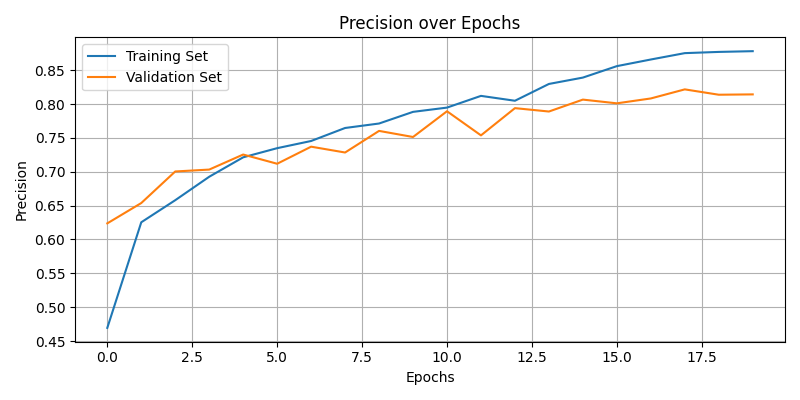 Precision over Epochs
Training Set
Validation Set
Precision
0.85
0.80
0.75
0.70
0.65
0.60
0.55
0.50
0.45
0.0 2.5 5.0 7.5 10.0 12.5 15.0 17.5
Epochs